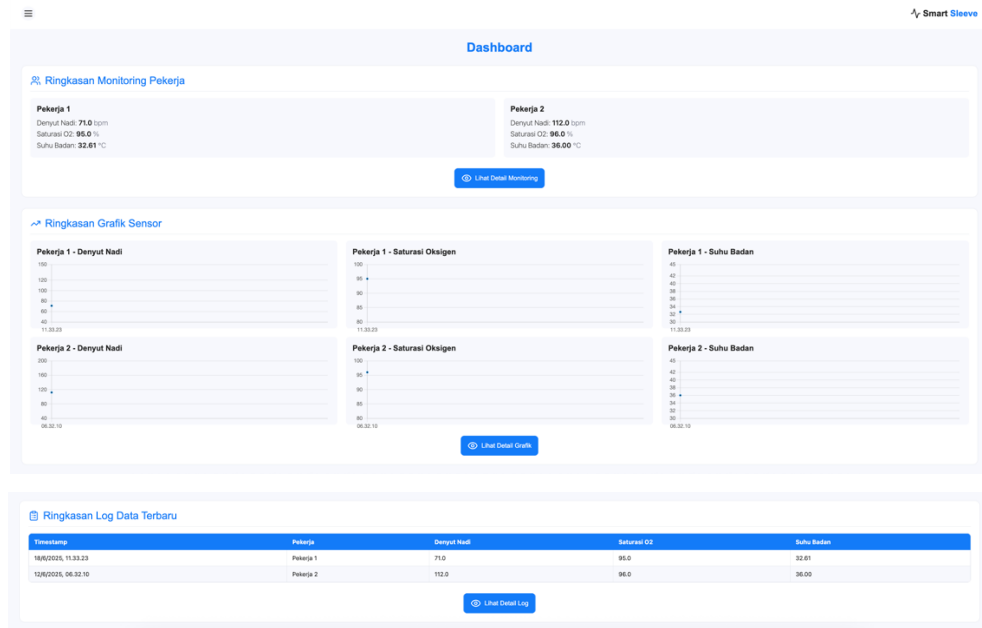 Smart Sleeve
Dashboard
Ringkasan Monitoring Pekerja
Pekerja 1
Denyut Nadi: 71.0 bpm
Saturasi O2: 95.0 %
Suhu Badan: 32.61 °C
Pekerja 2
Denyut Nadi: 112.0 bpm
Saturasi O2: 96.0 %
Suhu Badan: 36.00 °C
Lihat Detail Monitoring
Ringkasan Grafik Sensor
Pekerja 1 - Denyut Nadi
150
120
100
80
60
40
11.33.23
Pekerja 1 - Saturasi Oksigen
100
95
90
85
80
11.33.23
Pekerja 1 - Suhu Badan
45
42
40
38
36
34
32
30
11.33.23
Pekerja 2 - Denyut Nadi
200
160
120
80
40
06.32.10
Pekerja 2 - Saturasi Oksigen
100
95
90
85
80
06.32.10
Pekerja 2 - Suhu Badan
45
42
40
38
36
34
32
30
06.32.10
Lihat Detail Grafik
Ringkasan Log Data Terbaru
Timestamp Pekerja Denyut Nadi Saturasi O2 Suhu Badan
18/6/2025, 11.33.23 Pekerja 1 71.0 95.0 32.61
12/6/2025, 06.32.10 Pekerja 2 112.0 96.0 36.00
Lihat Detail Log